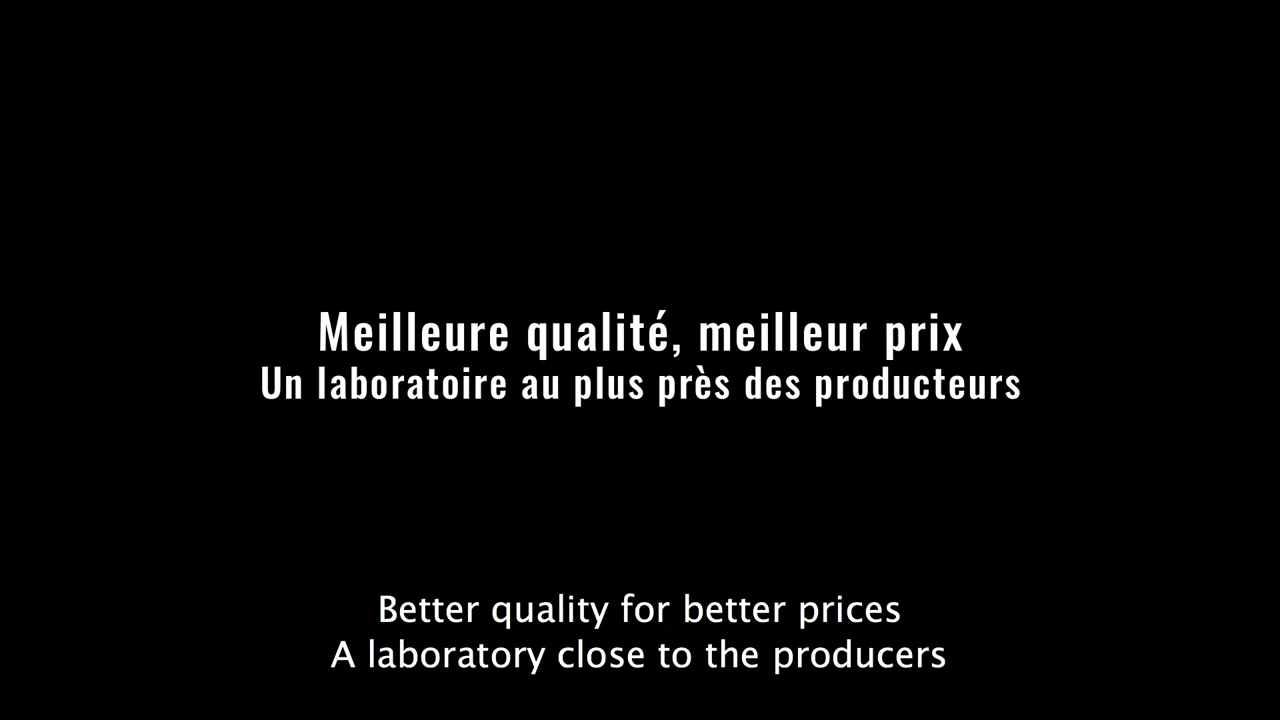 Meilleure qualité, meilleur prix
Un laboratoire au plus près des producteurs
Better quality for better prices
A laboratory close to the producers